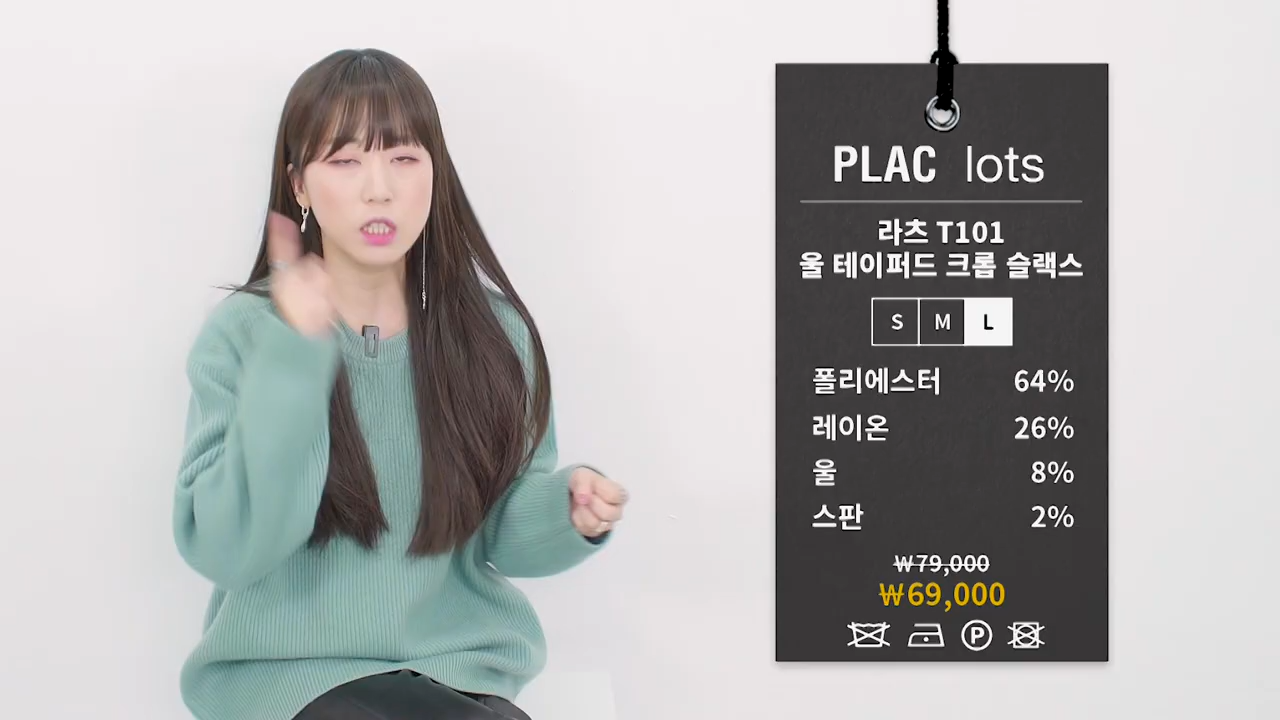 PLAC lots
라츠 T101
울 테이퍼드 크롭 슬랙스
S M L
폴리에스터 64%
레이온 26%
울 8%
스판 2%
₩79,000
₩69,000
P